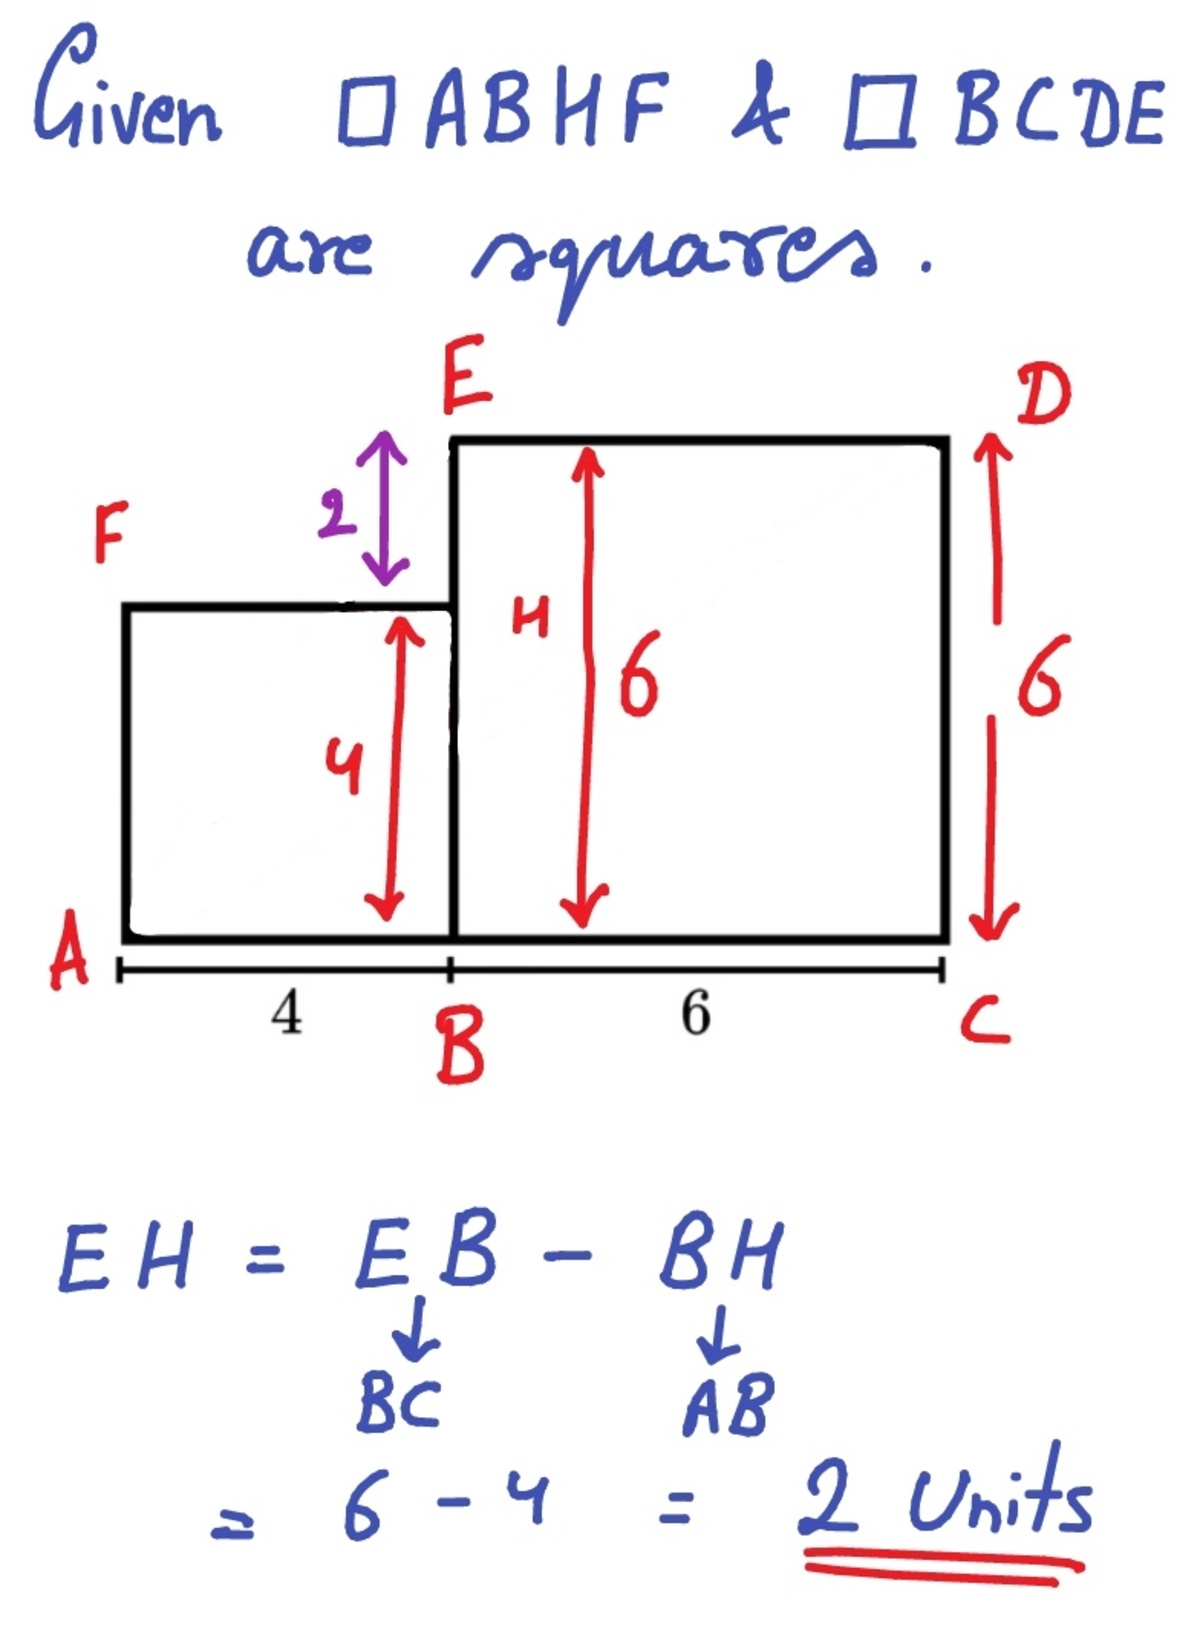 Given □ABHF & □BCDE
are squares.
E
D
F
2
H
6
6
4
A
4
B
6
C
EH = EB - BH
↓ ↓
BC AB
= 6 - 4 = 2 Units